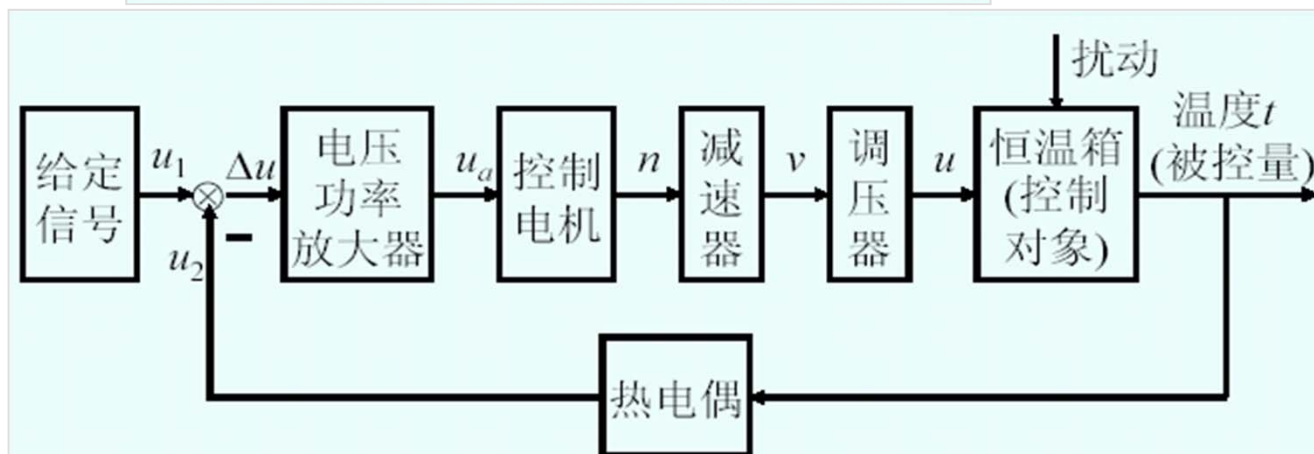 扰动
温度t
(被控量)
给定
信号
u₁
Δu
u₂
电压
功率
放大器
uₐ
控制
电机
n
减
速
器
v
调
压
器
u
恒温箱
(控制
对象)
热电偶